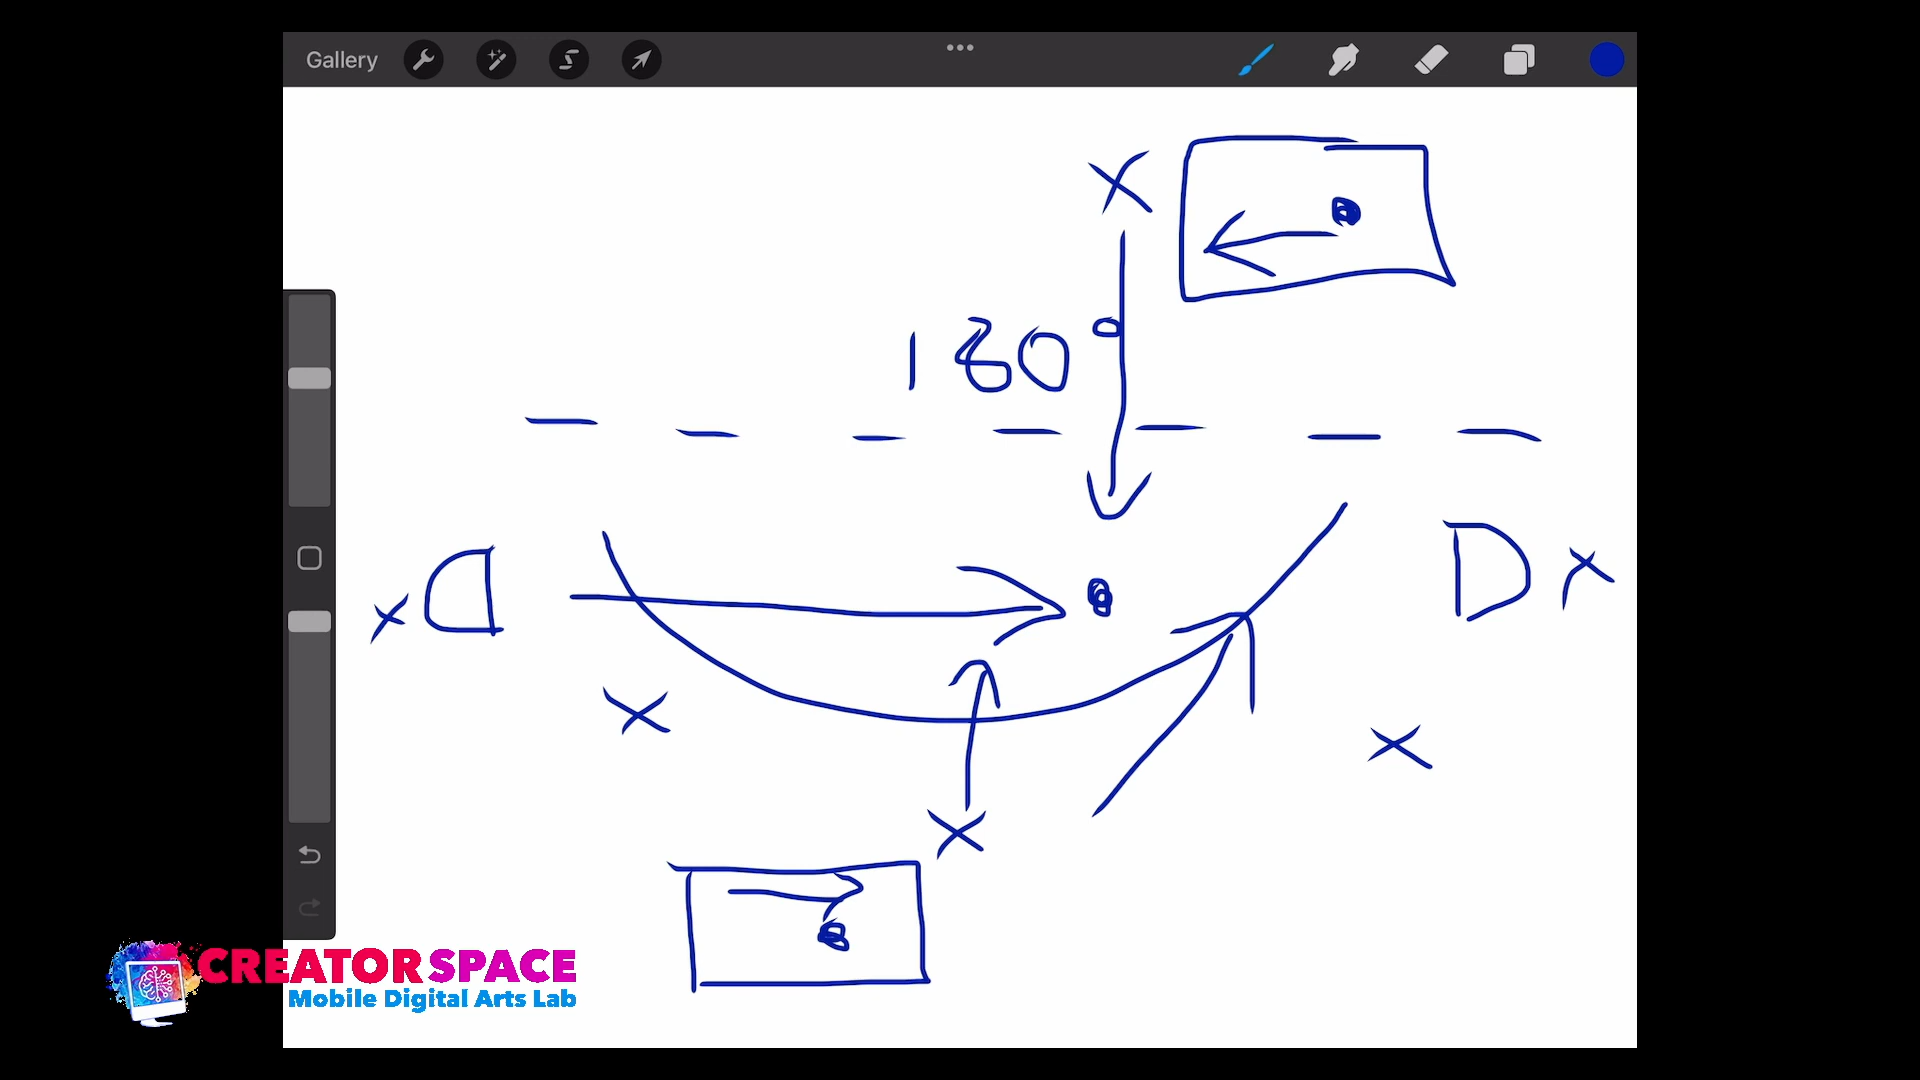 Gallery
X
180°
D X
X D
X
X
X
CREATORSPACE
Mobile Digital Arts Lab